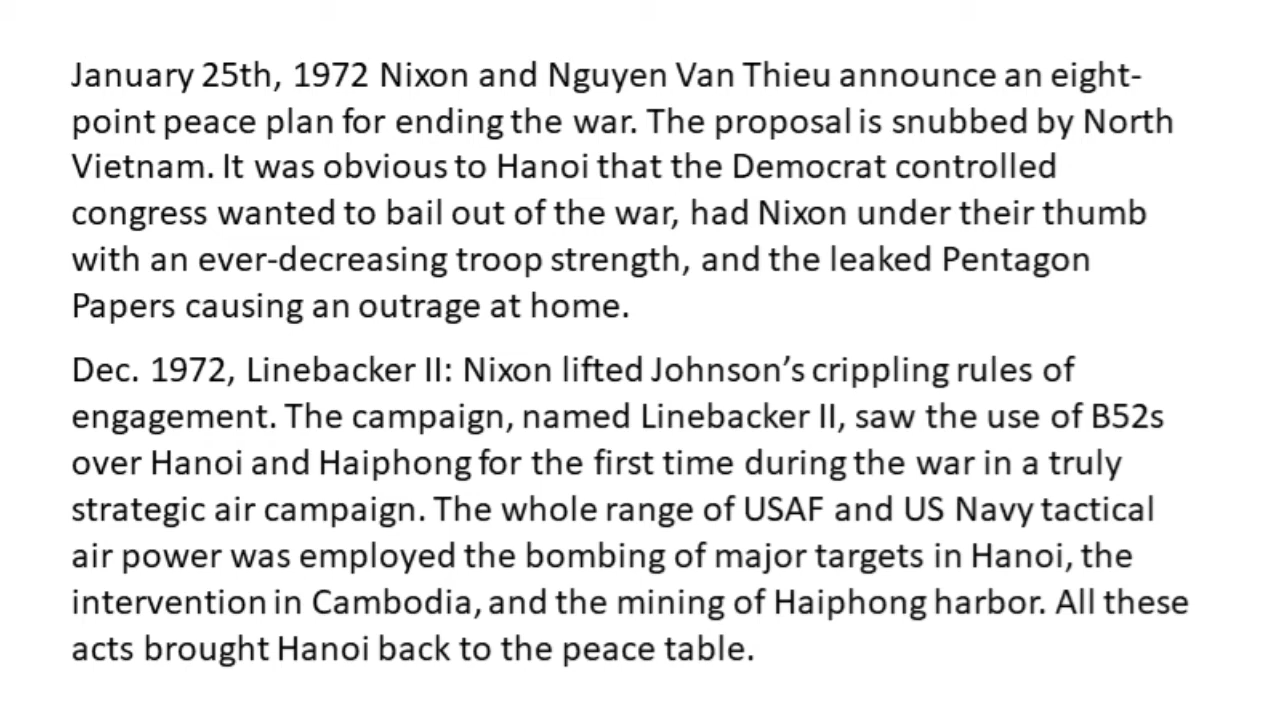 January 25th, 1972 Nixon and Nguyen Van Thieu announce an eight-
point peace plan for ending the war. The proposal is snubbed by North
Vietnam. It was obvious to Hanoi that the Democrat controlled
congress wanted to bail out of the war, had Nixon under their thumb
with an ever-decreasing troop strength, and the leaked Pentagon
Papers causing an outrage at home.
Dec. 1972, Linebacker II: Nixon lifted Johnson’s crippling rules of
engagement. The campaign, named Linebacker II, saw the use of B52s
over Hanoi and Haiphong for the first time during the war in a truly
strategic air campaign. The whole range of USAF and US Navy tactical
air power was employed the bombing of major targets in Hanoi, the
intervention in Cambodia, and the mining of Haiphong harbor. All these
acts brought Hanoi back to the peace table.